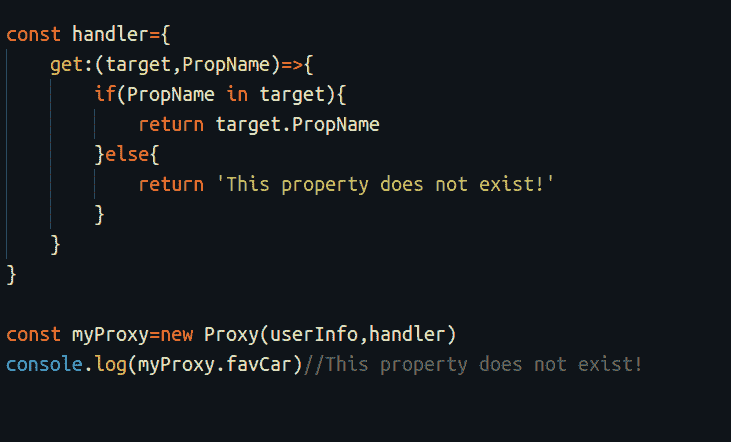 const handler={
    get:(target,PropName)=>{
        if(PropName in target){
            return target.PropName
        }else{
            return 'This property does not exist!'
        }
    }
}
const myProxy=new Proxy(userInfo,handler)
console.log(myProxy.favCar)//This property does not exist!